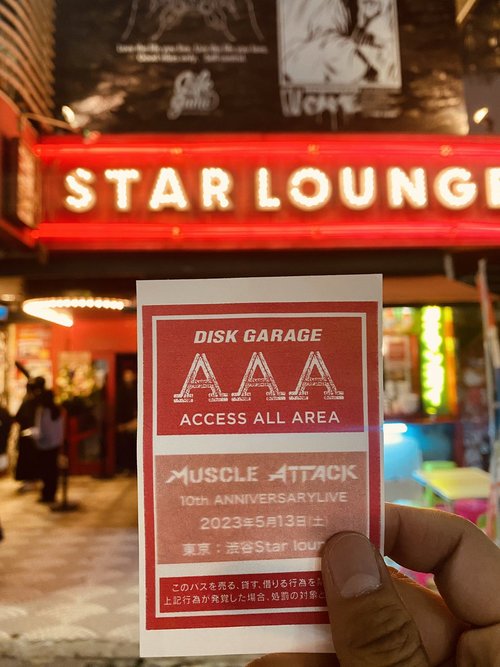 STAR LOUNGE
DISK GARAGE
AAA
ACCESS ALL AREA
MUSCLE ATTACK
10th ANNIVERSARYLIVE
2023年5月13日(土)
東京:渋谷Star loun
このパスを売る、貸す、借りる行為を
上記行為が発覚した場合、処罰の対象